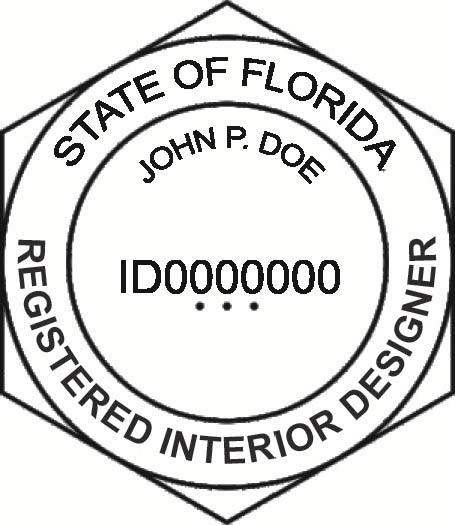 STATE OF FLORIDA
JOHN P. DOE
ID0000000
• • •
REGISTERED INTERIOR DESIGNER